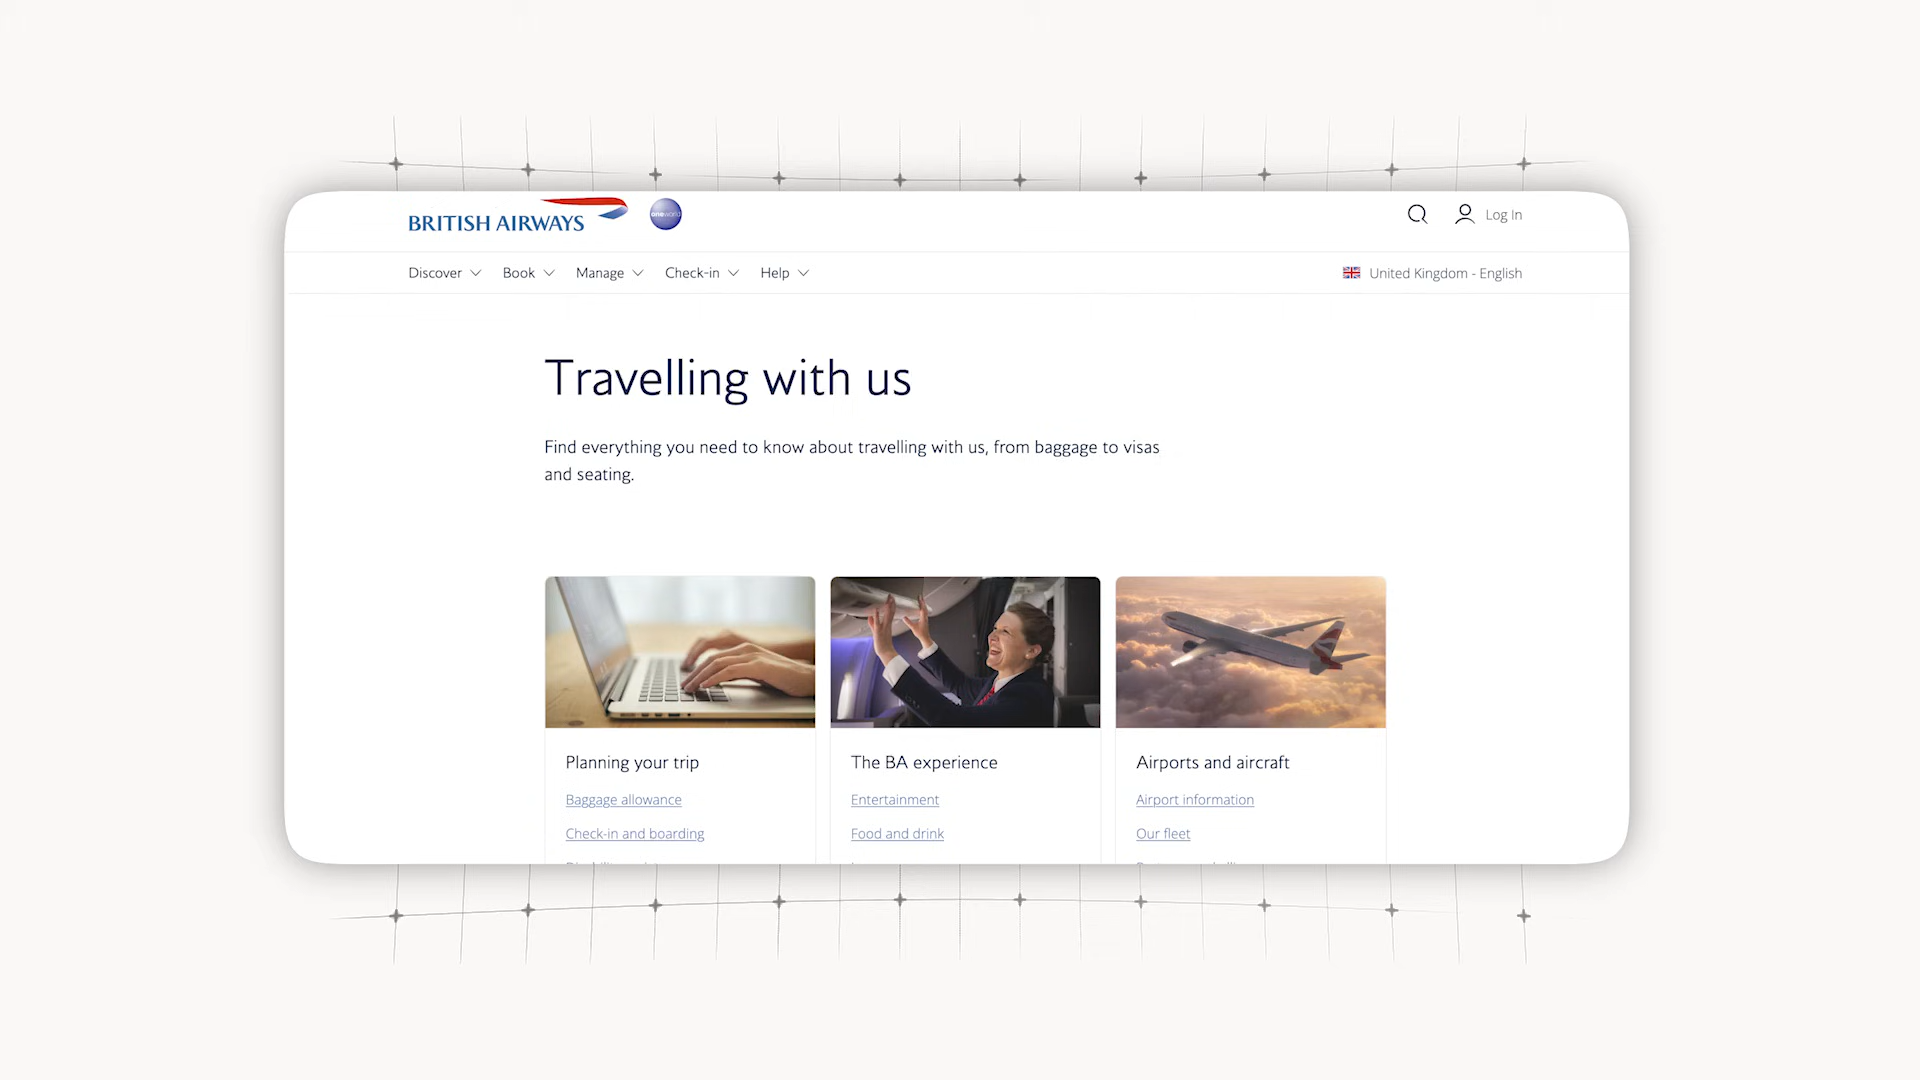 BRITISH AIRWAYS
oneworld
Log In
Discover
Book
Manage
Check-in
Help
United Kingdom - English
Travelling with us
Find everything you need to know about travelling with us, from baggage to visas
and seating.
Planning your trip
Baggage allowance
Check-in and boarding
The BA experience
Entertainment
Food and drink
Airports and aircraft
Airport information
Our fleet